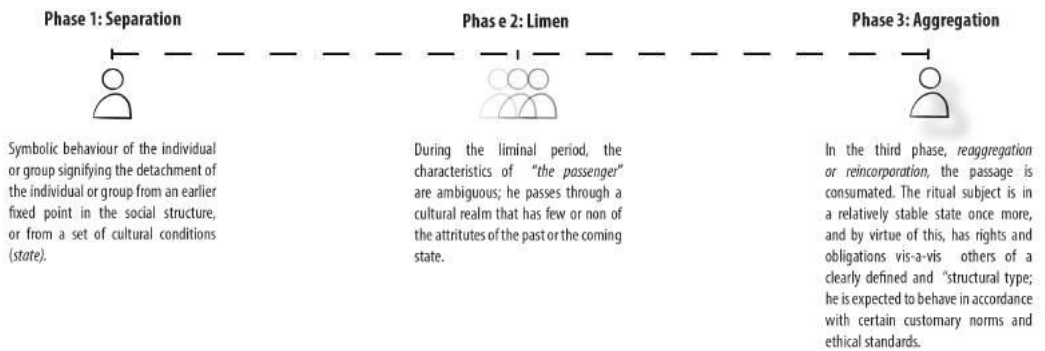 Phase 1: Separation
Phas e 2: Limen
Phase 3: Aggregation
Symbolic behaviour of the individual
or group signifying the detachment of
the individual or group from an earlier
fixed point in the social structure,
or from a set of cultural conditions
(state).
During the liminal period, the
characteristics of "the passenger"
are ambiguous; he passes through a
cultural realm that has few or non of
the attritutes of the past or the coming
state.
In the third phase, reaggregation
or reincorporation, the passage is
consumated. The ritual subject is in
a relatively stable state once more,
and by virtue of this, has rights and
obligations vis-a-vis others of a
clearly defined and "structural type;
he is expected to behave in accordance
with certain customary norms and
ethical standards.